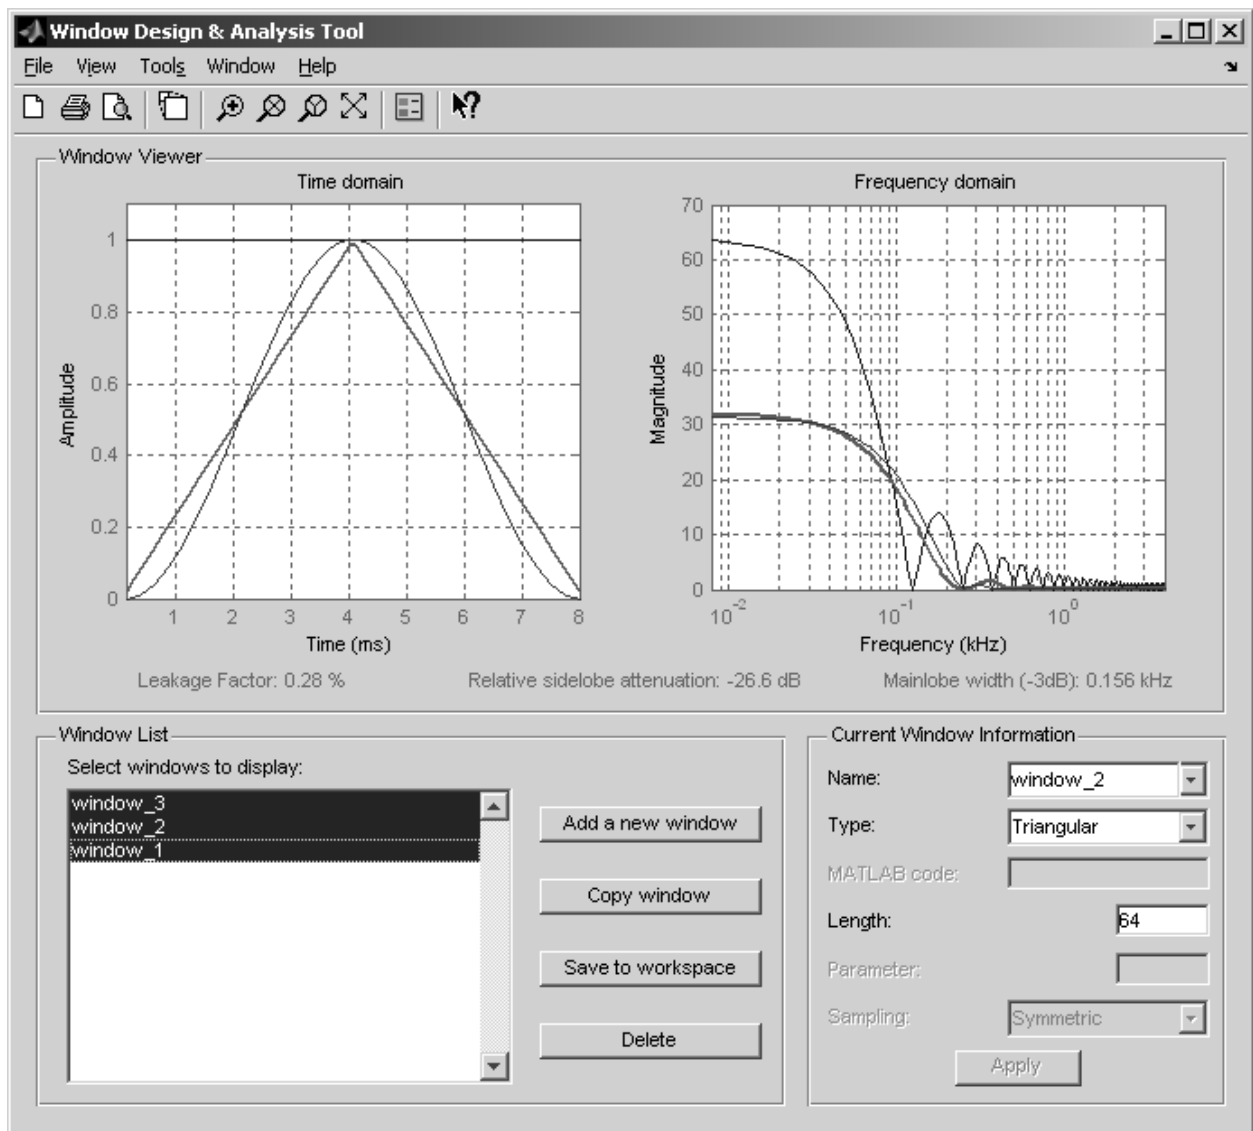 Window Design & Analysis Tool
File View Tools Window Help
Window Viewer
Time domain
1
0.8
0.6
0.4
0.2
0
Amplitude
1 2 3 4 5 6 7 8
Time (ms)
Frequency domain
70
60
50
40
30
20
10
0
Magnitude
10^-2 10^-1 10^0
Frequency (kHz)
Leakage Factor: 0.28 % Relative sidelobe attenuation: -26.6 dB Mainlobe width (-3dB): 0.156 kHz
Window List
Select windows to display:
window_3
window_2
window_1
Add a new window
Copy window
Save to workspace
Delete
Current Window Information
Name: window_2
Type: Triangular
MATLAB code:
Length: 64
Parameter:
Sampling: Symmetric
Apply